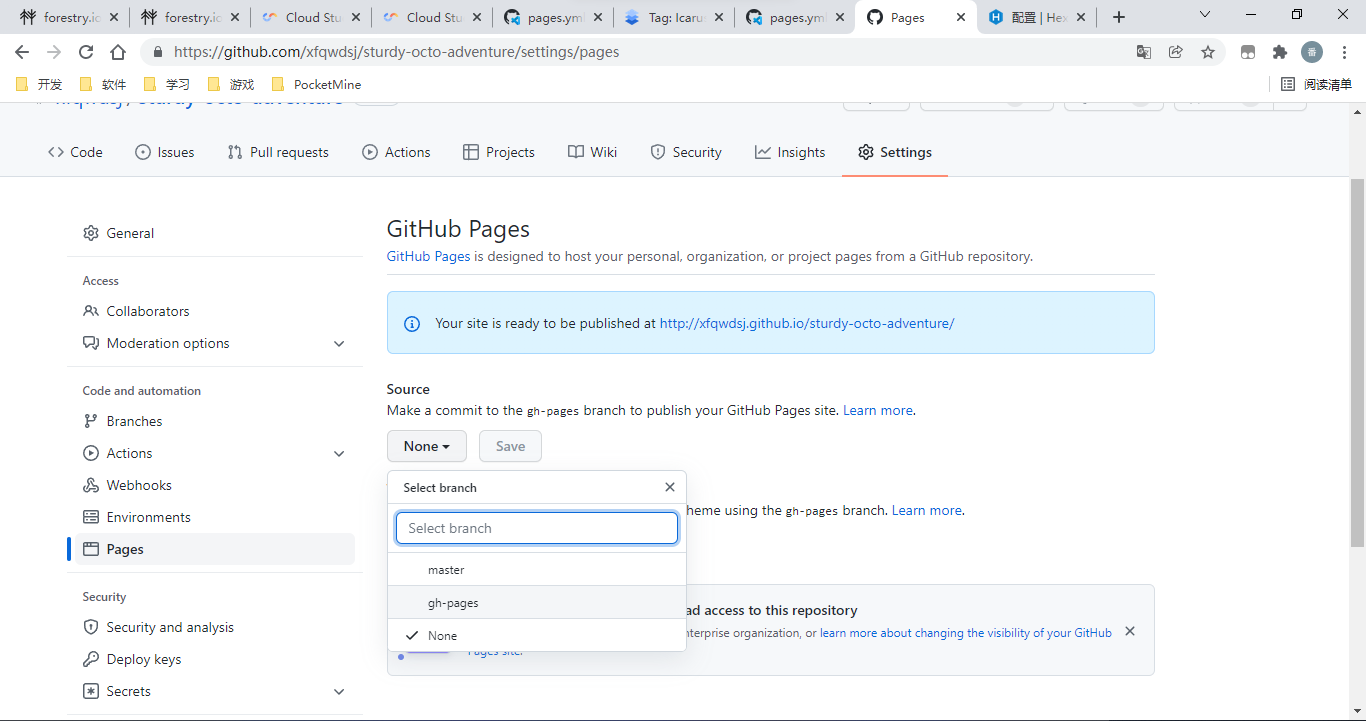 forestry.io
forestry.io
Cloud Stu
Cloud Stu
pages.yml
Tag: Icarus
pages.yml
Pages
配置 | Hex
https://github.com/xfqwdsj/sturdy-octo-adventure/settings/pages
番
开发
软件
学习
游戏
PocketMine
阅读清单
xfqwdsj/sturdy-octo-adventure
Code
Issues
Pull requests
Actions
Projects
Wiki
Security
Insights
Settings
General
Access
Collaborators
Moderation options
Code and automation
Branches
Actions
Webhooks
Environments
Pages
Security
Security and analysis
Deploy keys
Secrets
GitHub Pages
GitHub Pages is designed to host your personal, organization, or project pages from a GitHub repository.
Your site is ready to be published at http://xfqwdsj.github.io/sturdy-octo-adventure/
Source
Make a commit to the gh-pages branch to publish your GitHub Pages site. Learn more.
None
Save
Select branch
Select branch
master
gh-pages
None
heme using the gh-pages branch. Learn more.
ad access to this repository
nterprise organization, or learn more about changing the visibility of your GitHub
Pages site.